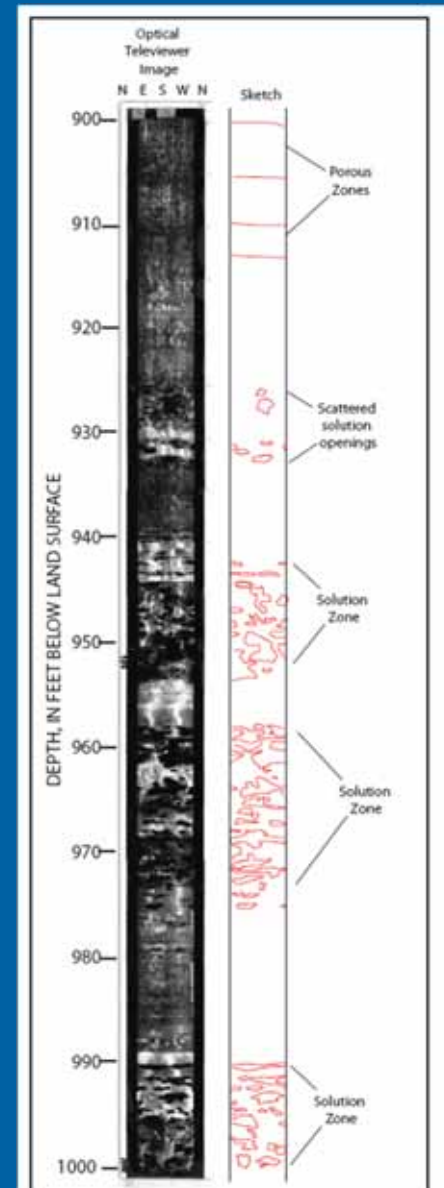 Optical
Televiewer
Image
N E S W N
Sketch
DEPTH, IN FEET BELOW LAND SURFACE
900
910
920
930
940
950
960
970
980
990
1000
Porous
Zones
Scattered
solution
openings
Solution
Zone
Solution
Zone
Solution
Zone